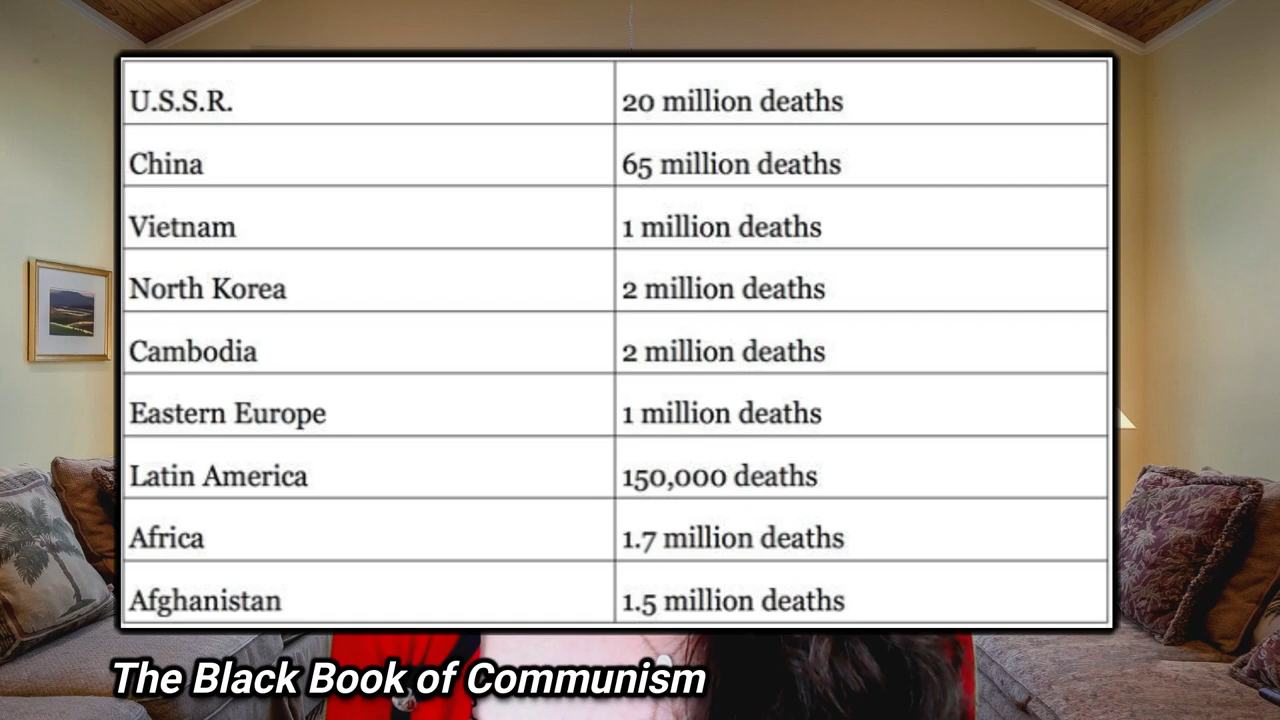 U.S.S.R. 20 million deaths
China 65 million deaths
Vietnam 1 million deaths
North Korea 2 million deaths
Cambodia 2 million deaths
Eastern Europe 1 million deaths
Latin America 150,000 deaths
Africa 1.7 million deaths
Afghanistan 1.5 million deaths
The Black Book of Communism